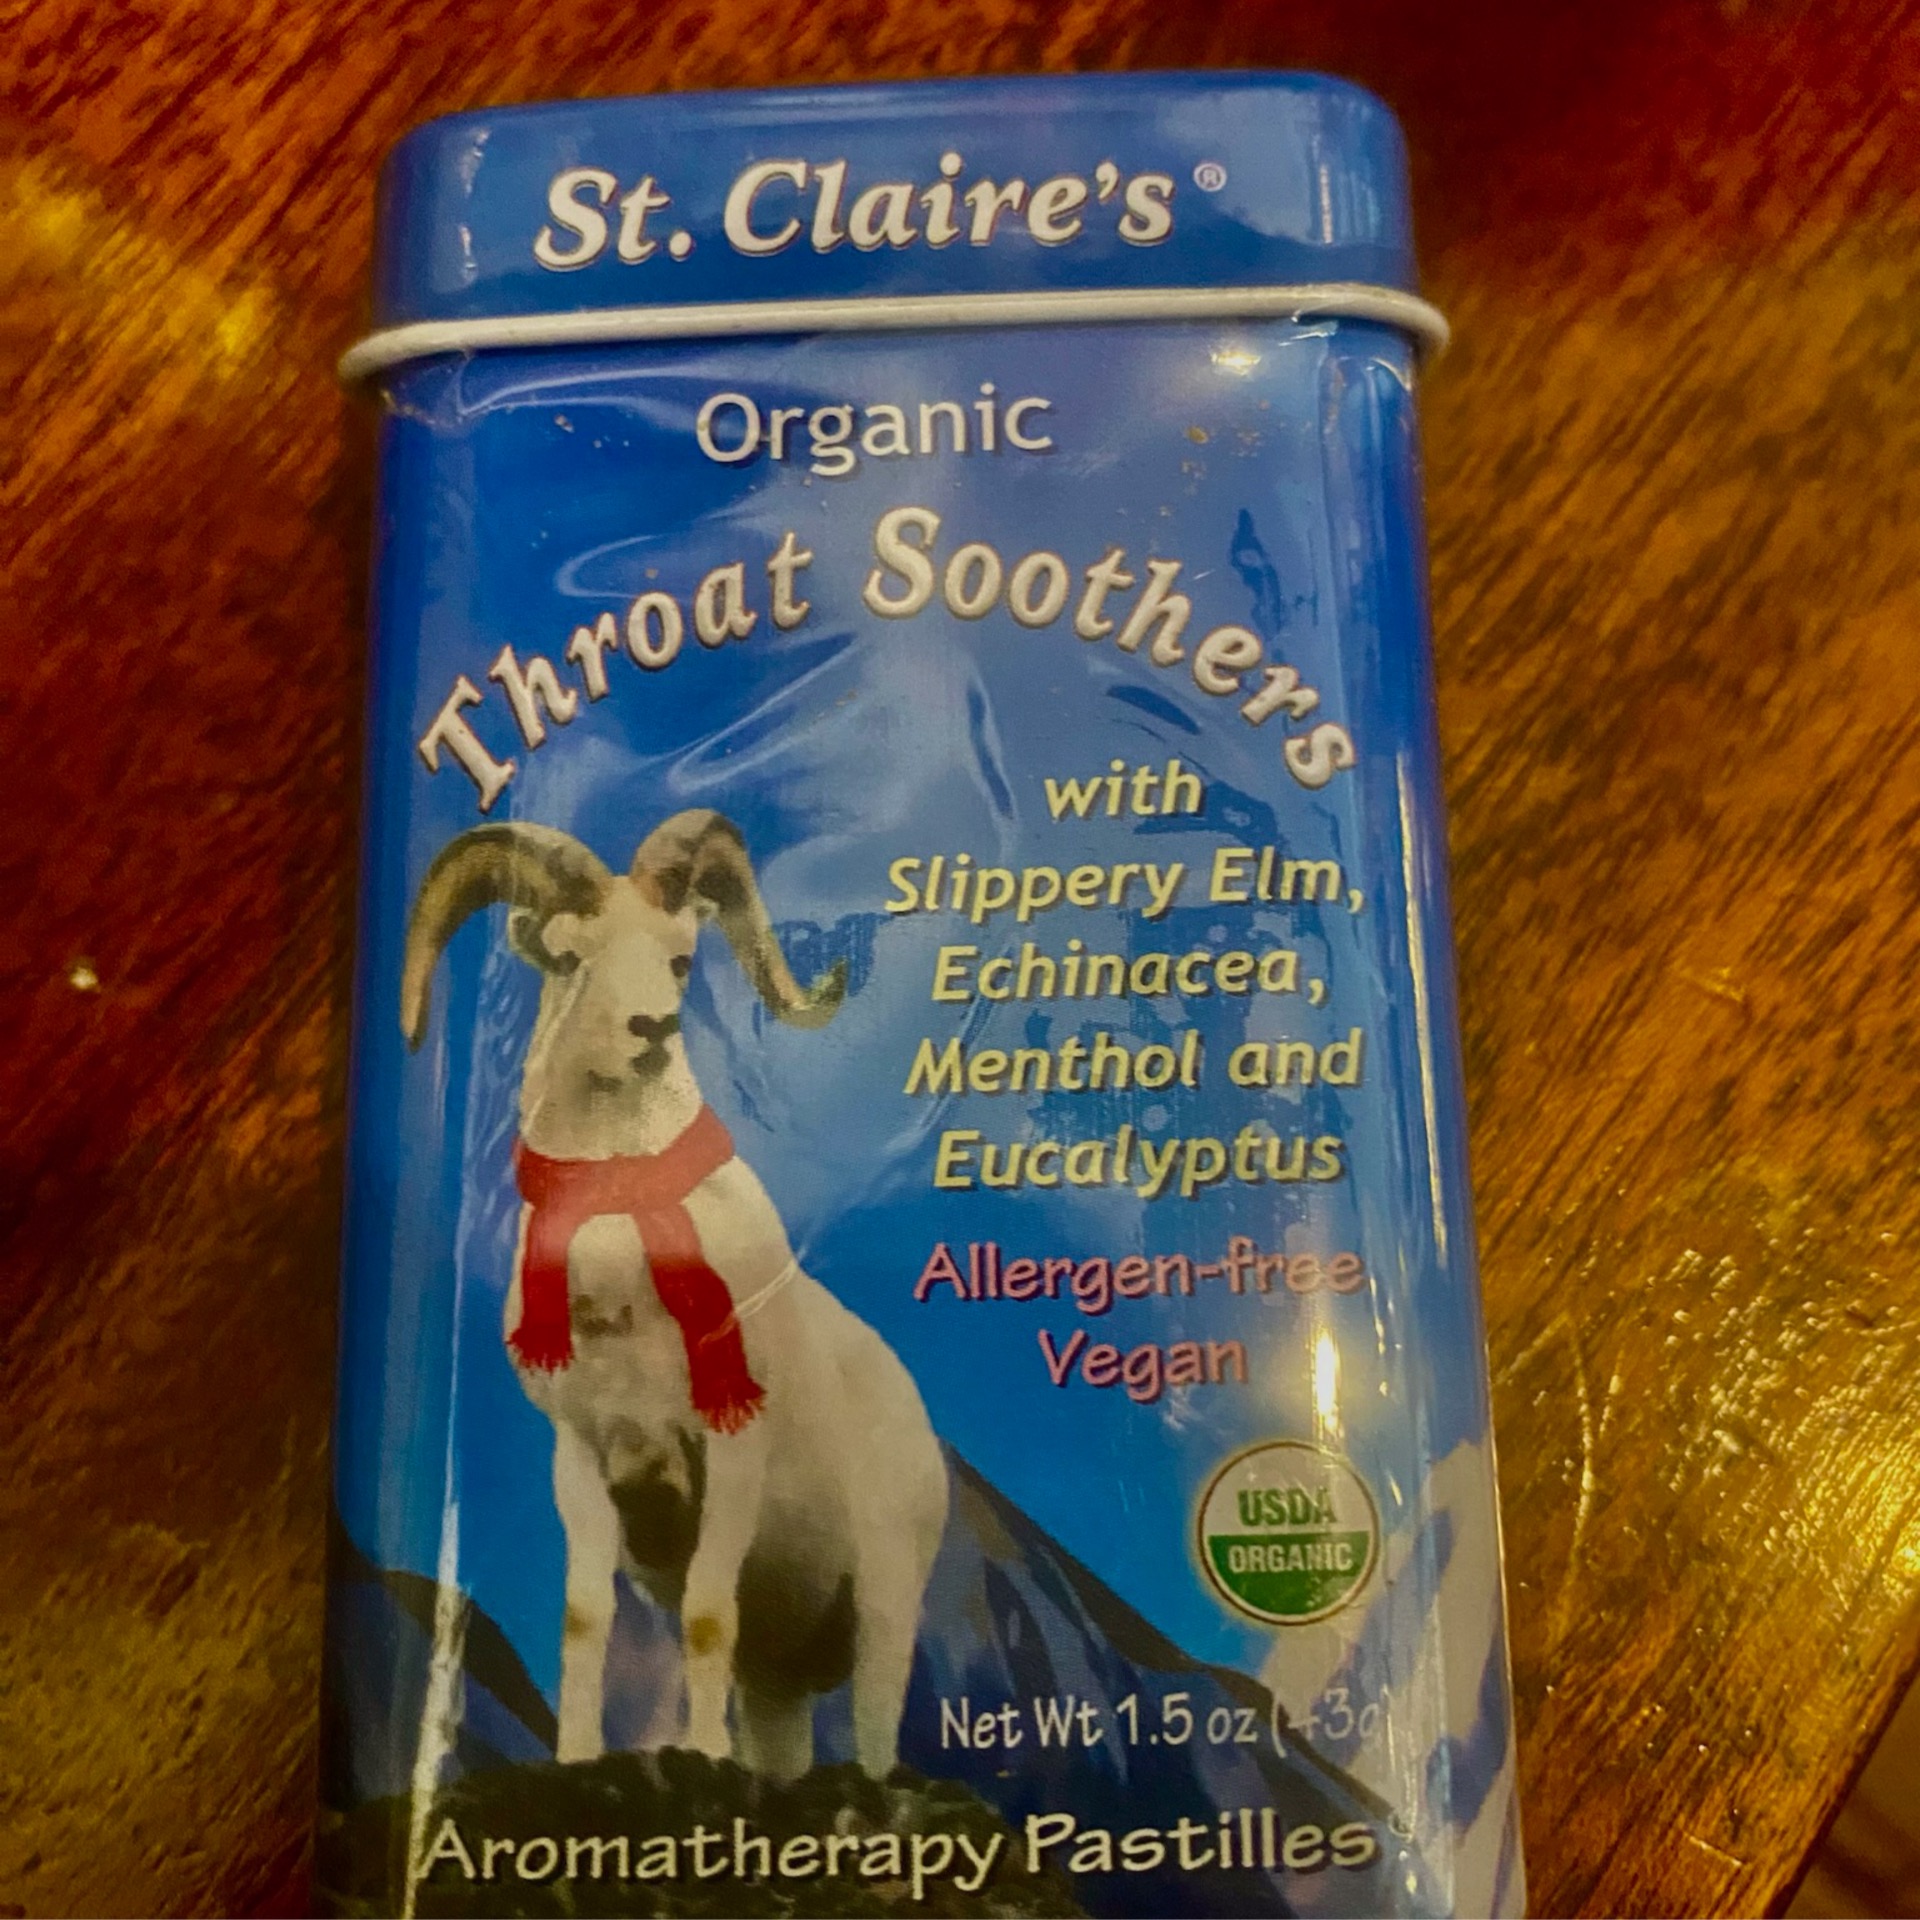 St. Claire's®
Organic
Throat Soothers
with
Slippery Elm,
Echinacea,
Menthol and
Eucalyptus
Allergen-free
Vegan
USDA
ORGANIC
Net Wt 1.5 oz (43g
Aromatherapy Pastilles